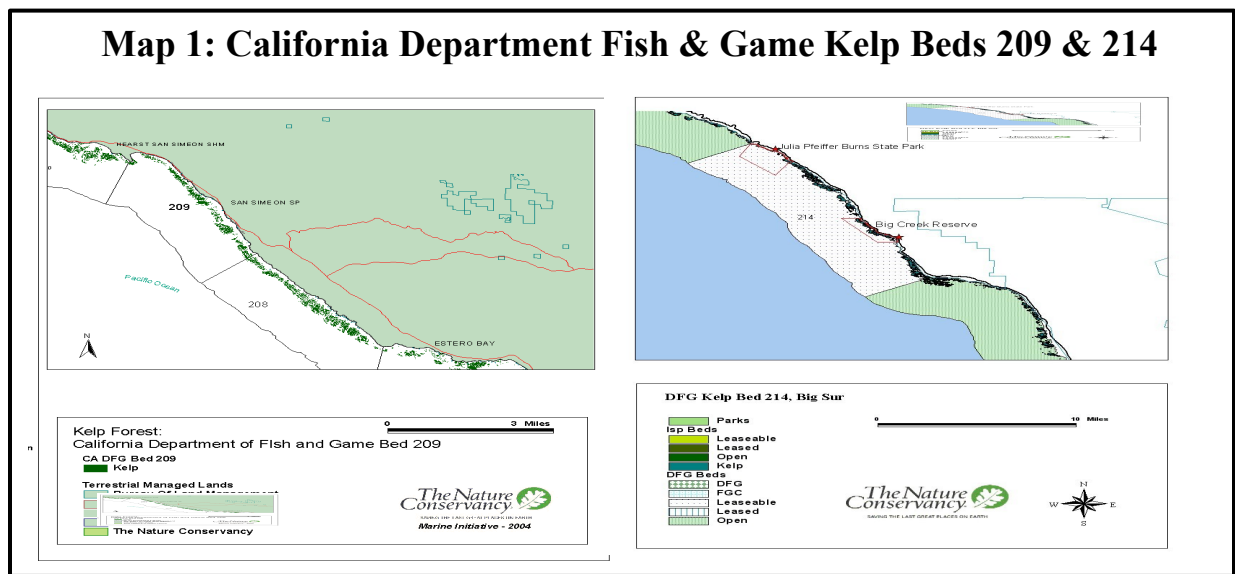 Map 1: California Department Fish & Game Kelp Beds 209 & 214
HEARST SAN SIMEON SHM
209
SAN SIMEON SP
Pacific Ocean
208
N
ESTERO BAY
Kelp Forest:
California Department of FIsh and Game Bed 209
0 3 Miles
CA DFG Bed 209
Kelp
Terrestrial Managed Lands
The Nature Conservancy
The Nature
Conservancy
Marine Initiative - 2004
Julia Pfeiffer Burns State Park
214
Big Creek Reserve
DFG Kelp Bed 214, Big Sur
0 10 Miles
Parks
lsp Beds
Leaseable
Leased
Open
Kelp
DFG Beds
DFG
FGC
Leaseable
Leased
Open
The Nature
Conservancy
SAVING THE LAST GREAT PLACES ON EARTH
N
W E
S